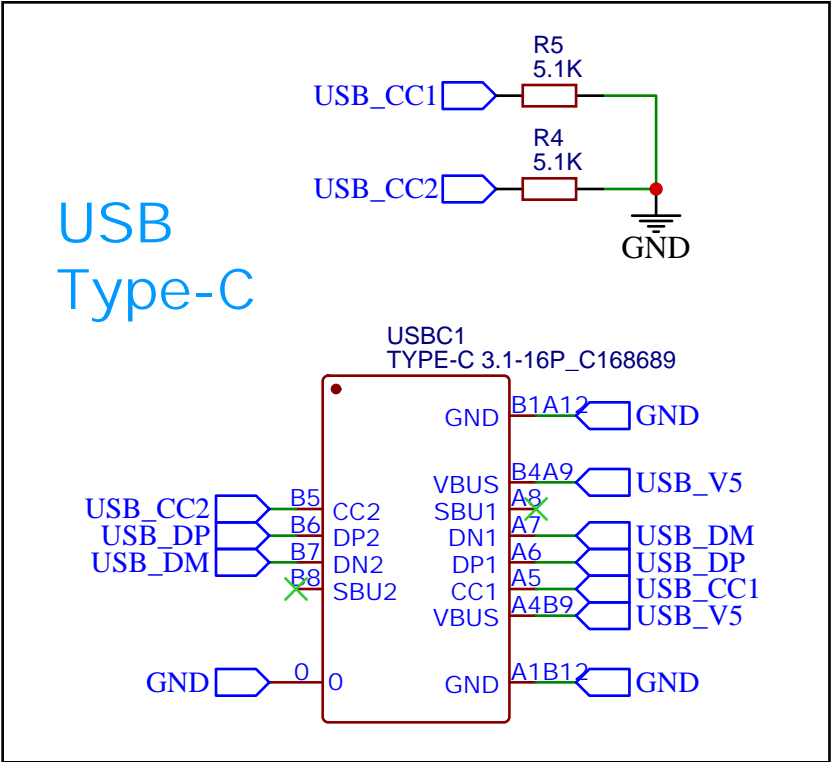 R5
5.1K
USB_CC1
R4
5.1K
USB_CC2
GND
USB
Type-C
USBC1
TYPE-C 3.1-16P_C168689
GND B1A12 GND
VBUS B4A9 USB_V5
USB_CC2 B5 CC2 SBU1 A8
USB_DP B6 DP2 DN1 A7 USB_DM
USB_DM B7 DN2 DP1 A6 USB_DP
B8 SBU2 CC1 A5 USB_CC1
VBUS A4B9 USB_V5
GND 0 0 GND A1B12 GND